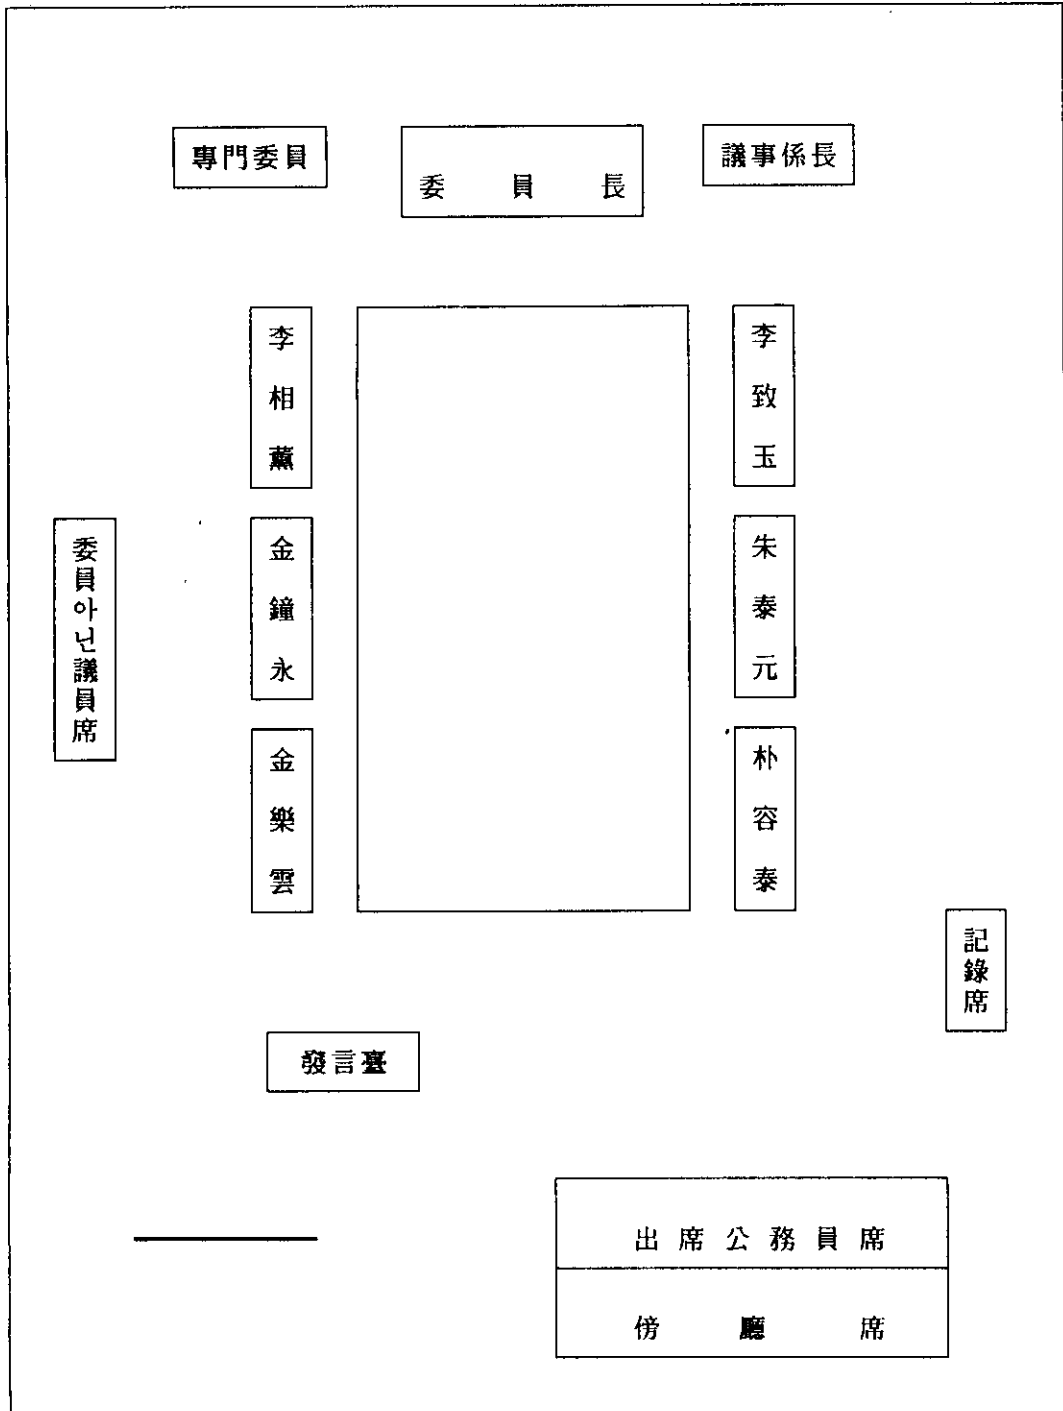 專門委員
委員長
議事係長
李相薰
李致玉
委員아닌議員席
金鐘永
朱泰元
金樂雲
朴容泰
記錄席
發言臺
出席公務員席
傍廳席